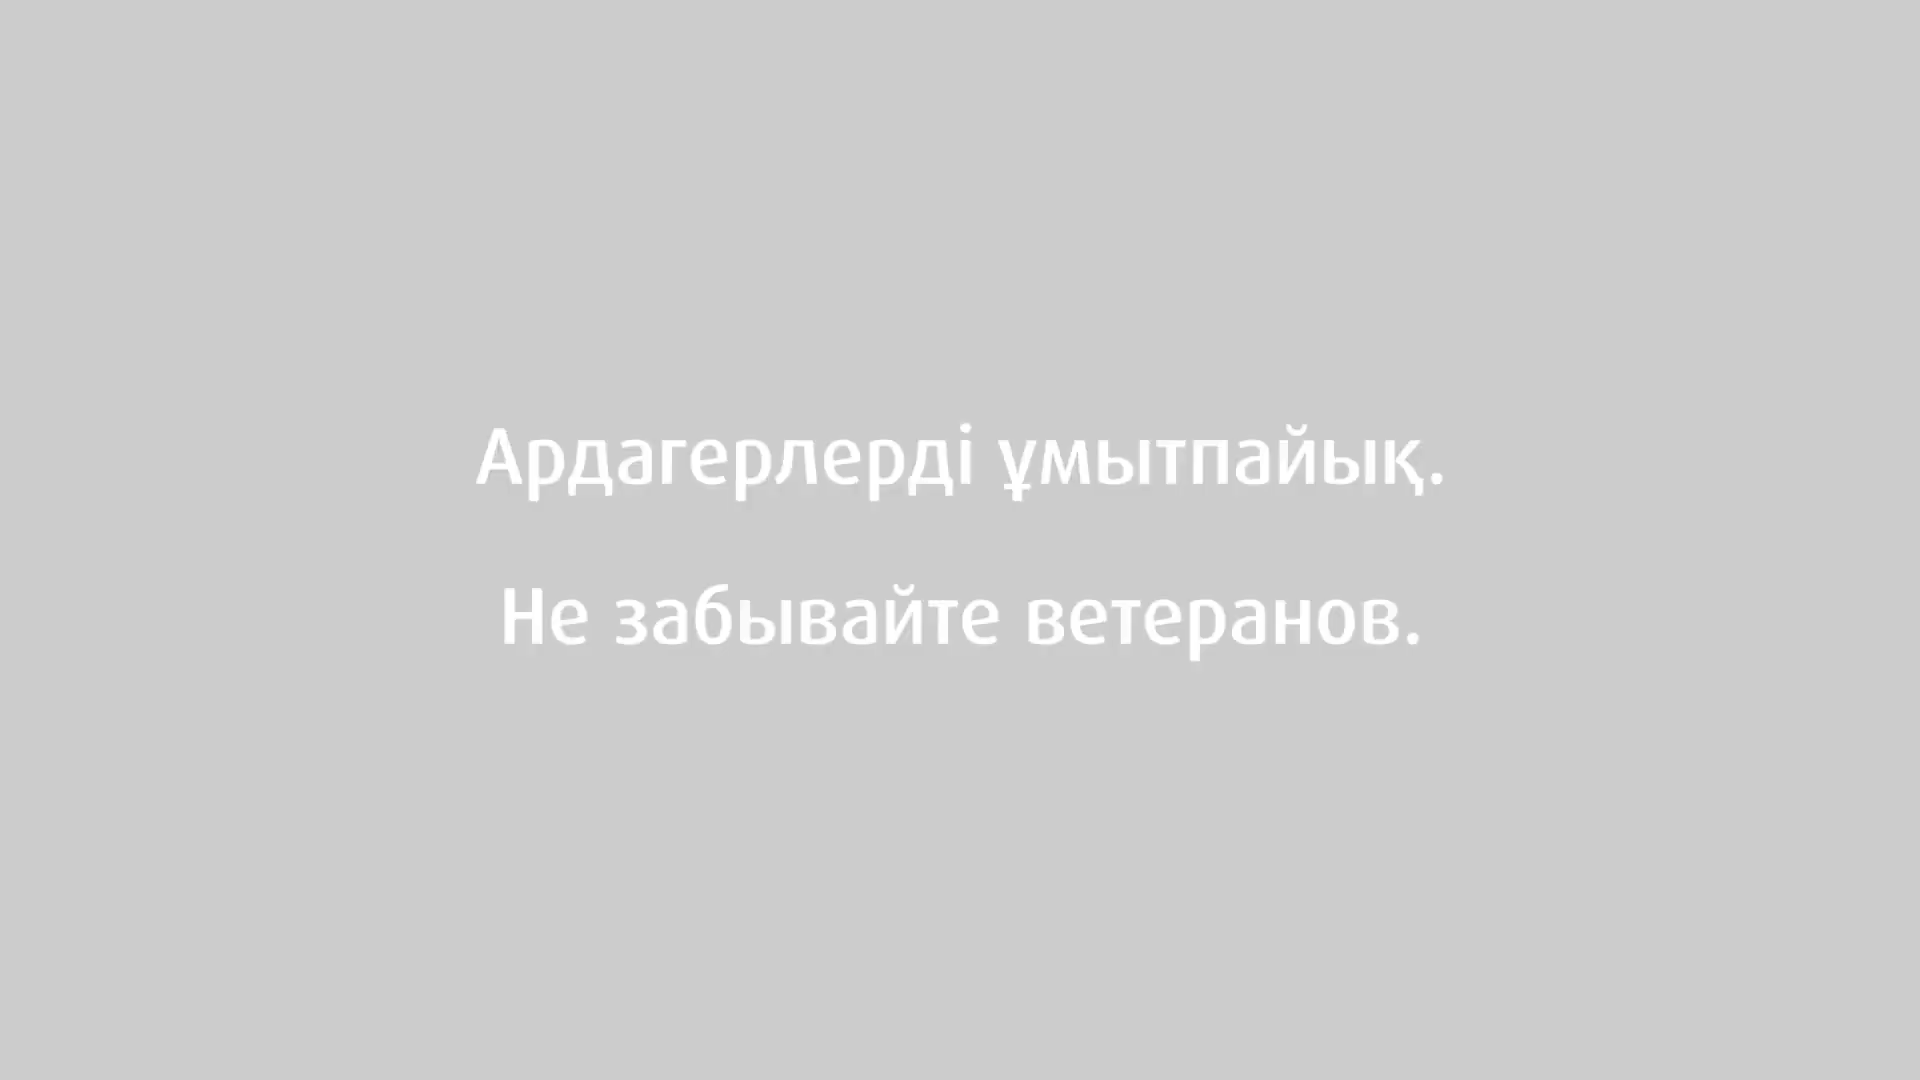 Ардагерлерді ұмытпайық.
Не забывайте ветеранов.